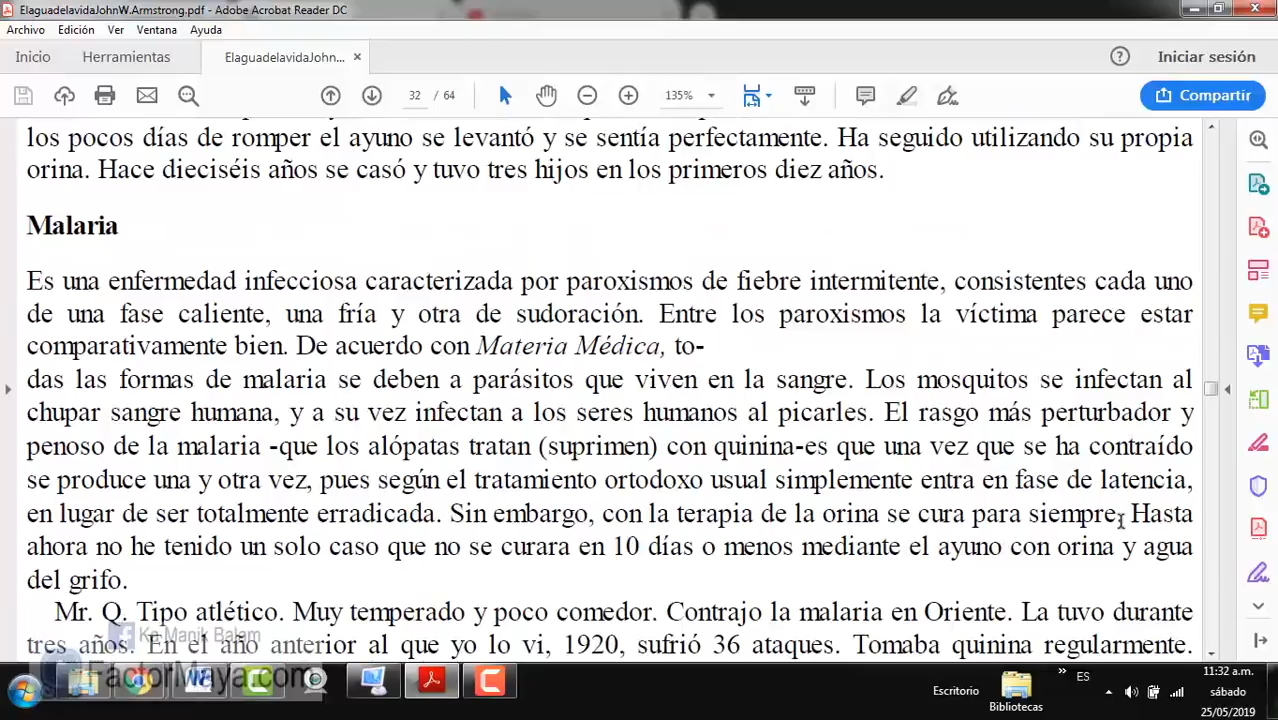 ElaguadelavidaJohnW.Armstrong.pdf - Adobe Acrobat Reader DC
Archivo Edición Ver Ventana Ayuda
Inicio Herramientas ElaguadelavidaJohn... × Iniciar sesión
32 / 64 135% Compartir
los pocos días de romper el ayuno se levantó y se sentía perfectamente. Ha seguido utilizando su propia
orina. Hace dieciséis años se casó y tuvo tres hijos en los primeros diez años.
Malaria
Es una enfermedad infecciosa caracterizada por paroxismos de fiebre intermitente, consistentes cada uno
de una fase caliente, una fría y otra de sudoración. Entre los paroxismos la víctima parece estar
comparativamente bien. De acuerdo con Materia Médica, to-
das las formas de malaria se deben a parásitos que viven en la sangre. Los mosquitos se infectan al
chupar sangre humana, y a su vez infectan a los seres humanos al picarles. El rasgo más perturbador y
penoso de la malaria -que los alópatas tratan (suprimen) con quinina-es que una vez que se ha contraído
se produce una y otra vez, pues según el tratamiento ortodoxo usual simplemente entra en fase de latencia,
en lugar de ser totalmente erradicada. Sin embargo, con la terapia de la orina se cura para siempre. Hasta
ahora no he tenido un solo caso que no se curara en 10 días o menos mediante el ayuno con orina y agua
del grifo.
Mr. Q. Tipo atlético. Muy temperado y poco comedor. Contrajo la malaria en Oriente. La tuvo durante
tres años. En el año anterior al que yo lo vi, 1920, sufrió 36 ataques. Tomaba quinina regularmente.
Ka Manik Balam
FactorMaya.com
Escritorio
Bibliotecas
ES
11:32 a.m.
sábado
25/05/2019